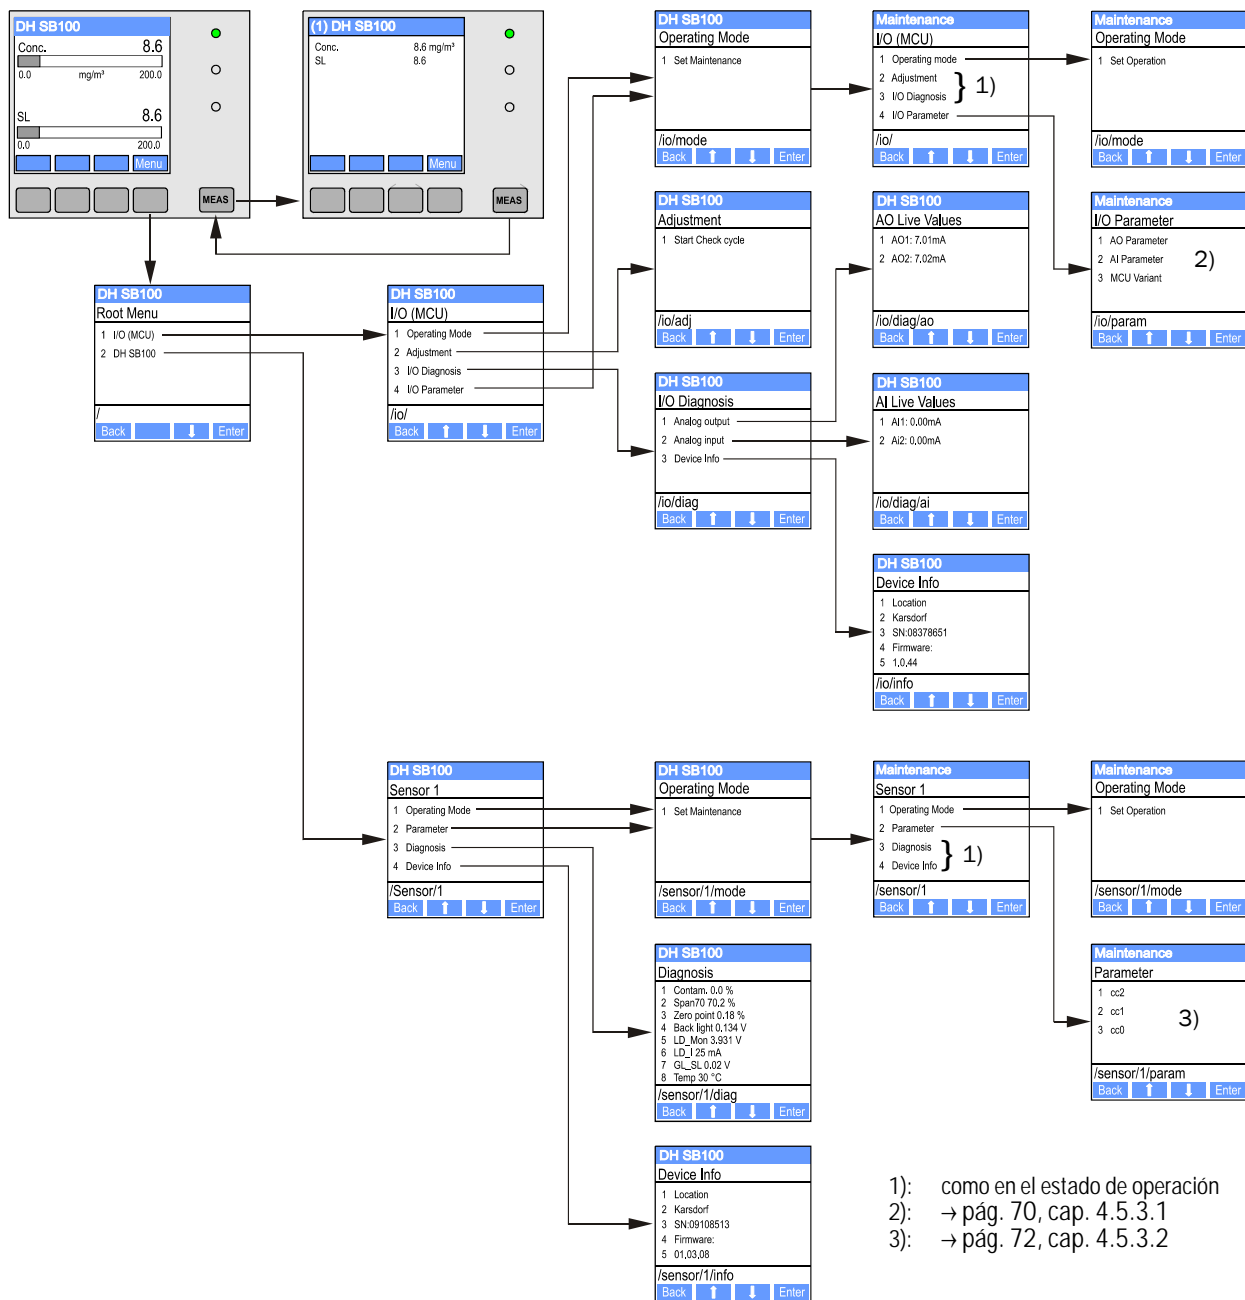 DH SB100
Conc. 8.6
0.0 mg/m³ 200.0
SL 8.6
0.0 200.0
Menu
MEAS
(1) DH SB100
Conc. 8.6 mg/m³
SL 8.6
Menu
MEAS
DH SB100
Operating Mode
1 Set Maintenance
/io/mode
Back Enter
Maintenance
I/O (MCU)
1 Operating mode
2 Adjustment
3 I/O Diagnosis
} 1)
4 I/O Parameter
/io/
Back Enter
Maintenance
Operating Mode
1 Set Operation
/io/mode
Back Enter
DH SB100
Adjustment
1 Start Check cycle
/io/adj
Back Enter
DH SB100
AO Live Values
1 AO1: 7.01mA
2 AO2: 7.02mA
/io/diag/ao
Back Enter
Maintenance
I/O Parameter
1 AO Parameter
2 AI Parameter
3 MCU Variant
2)
/io/param
Back Enter
DH SB100
Root Menu
1 I/O (MCU)
2 DH SB100
/
Back Enter
DH SB100
I/O (MCU)
1 Operating Mode
2 Adjustment
3 I/O Diagnosis
4 I/O Parameter
/io/
Back Enter
DH SB100
I/O Diagnosis
1 Analog output
2 Analog input
3 Device Info
/io/diag
Back Enter
DH SB100
AI Live Values
1 AI1: 0.00mA
2 Ai2: 0.00mA
/io/diag/ai
Back Enter
DH SB100
Device Info
1 Location
2 Karsdorf
3 SN:08378651
4 Firmware:
5 1.0.44
/io/info
Back Enter
DH SB100
Sensor 1
1 Operating Mode
2 Parameter
3 Diagnosis
4 Device Info
/Sensor/1
Back Enter
DH SB100
Operating Mode
1 Set Maintenance
/sensor/1/mode
Back Enter
Maintenance
Sensor 1
1 Operating Mode
2 Parameter
3 Diagnosis
4 Device Info
} 1)
/sensor/1
Back Enter
Maintenance
Operating Mode
1 Set Operation
/sensor/1/mode
Back Enter
DH SB100
Diagnosis
1 Contam. 0.0 %
2 Span70 70.2 %
3 Zero point 0.18 %
4 Back light 0.134 V
5 LD_Mon 3.931 V
6 LD_I 25 mA
7 GL_SL 0.02 V
8 Temp 30 °C
/sensor/1/diag
Back Enter
Maintenance
Parameter
1 cc2
2 cc1
3 cc0
3)
/sensor/1/param
Back Enter
DH SB100
Device Info
1 Location
2 Karsdorf
3 SN:09108513
4 Firmware:
5 01.03.08
/sensor/1/info
Back Enter
1): como en el estado de operación
2): → pág. 70, cap. 4.5.3.1
3): → pág. 72, cap. 4.5.3.2